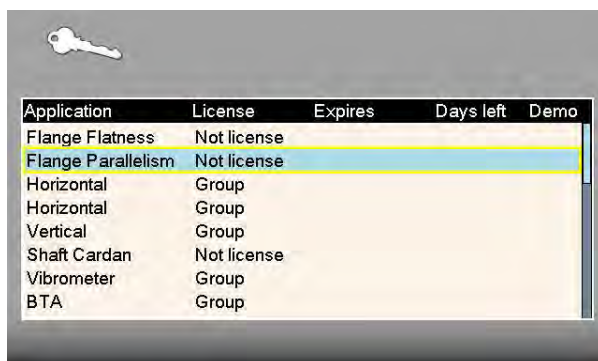 Application License Expires Days left Demo
Flange Flatness Not license
Flange Parallelism Not license
Horizontal Group
Horizontal Group
Vertical Group
Shaft Cardan Not license
Vibrometer Group
BTA Group